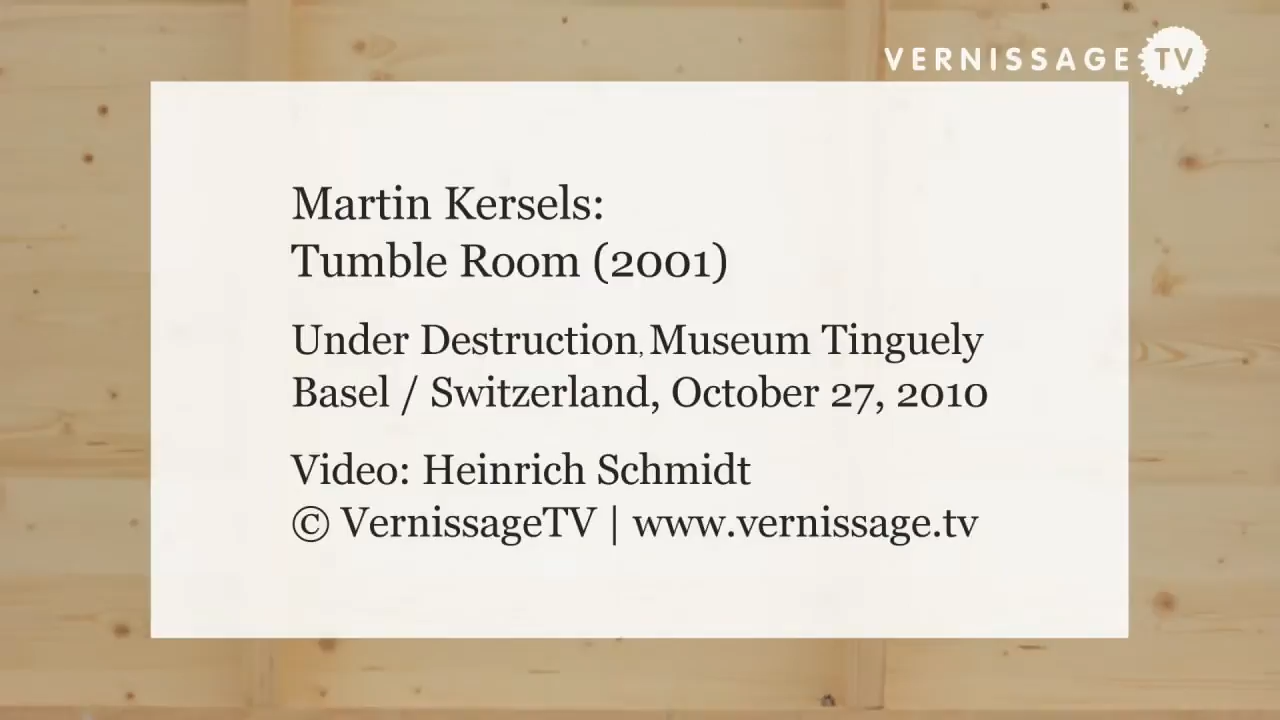 VERNISSAGE TV
Martin Kersels:
Tumble Room (2001)
Under Destruction, Museum Tinguely
Basel / Switzerland, October 27, 2010
Video: Heinrich Schmidt
© VernissageTV | www.vernissage.tv